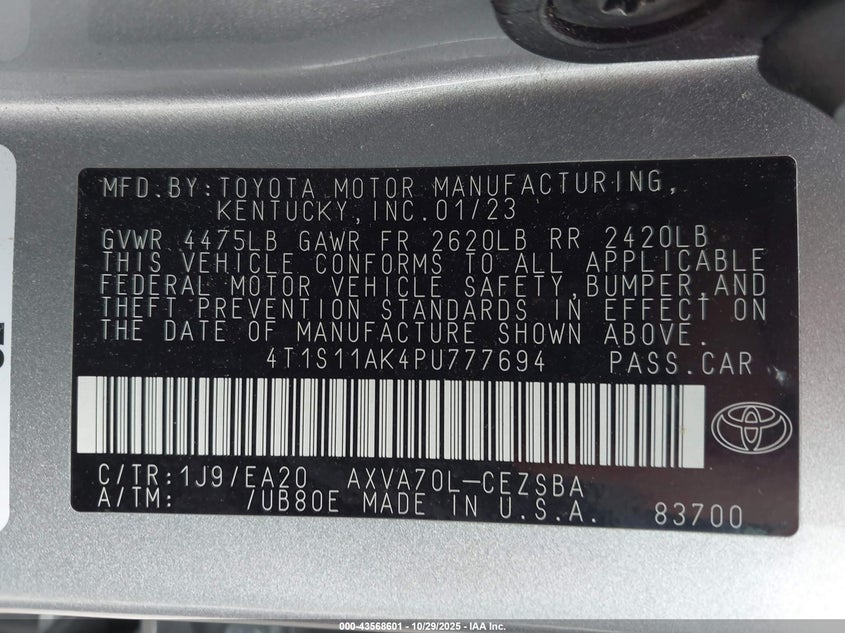 MFD.BY:TOYOTA MOTOR MANUFACTURING,
KENTUCKY,INC.01/23
GVWR 4475LB GAWR FR 2620LB RR 2420LB
THIS VEHICLE CONFORMS TO ALL APPLICABLE
FEDERAL MOTOR VEHICLE SAFETY,BUMPER,AND
THEFT PREVENTION STANDARDS IN EFFECT ON
THE DATE OF MANUFACTURE SHOWN ABOVE.
4T1S11AK4PU777694 PASS.CAR
C/TR:1J9/EA20 AXVA70L-CEZSBA
A/TM: /UB80E MADE IN U.S.A. 83700
000-43568601 - 10/29/2025 - IAA Inc.